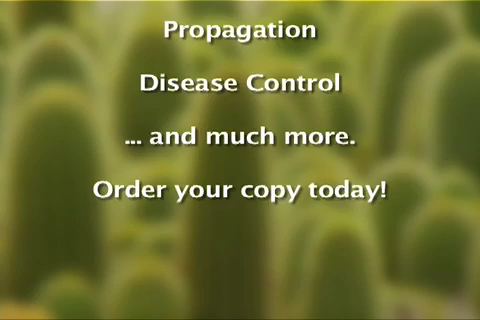 Propagation
Disease Control
... and much more.
Order your copy today!